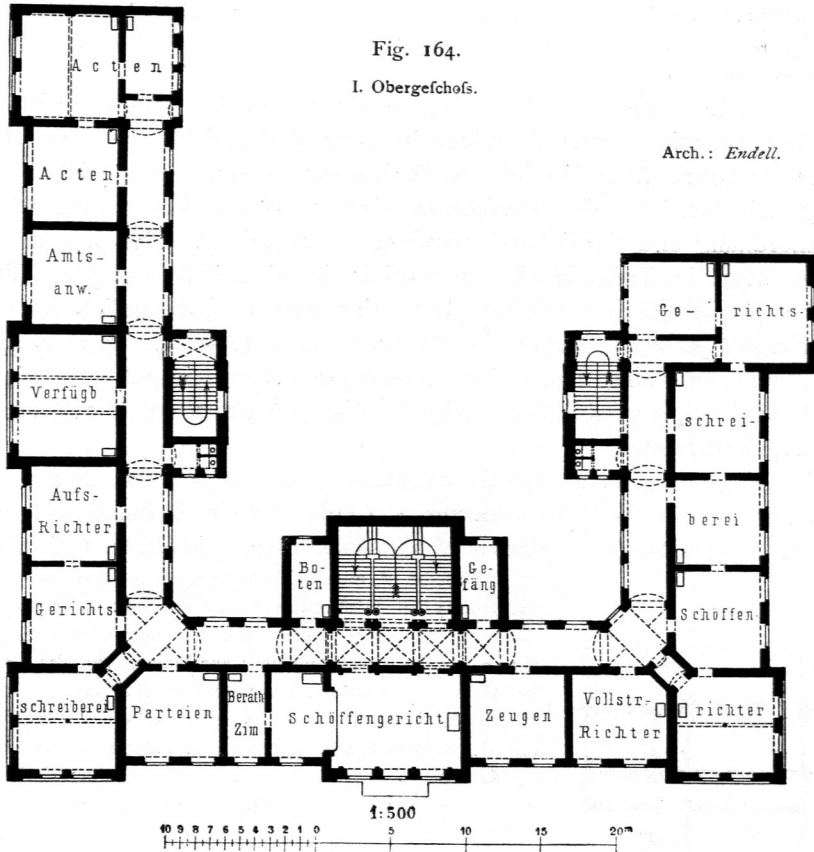 Fig. 164.
I. Obergeſchoſs.
Arch.: Endell.
Acten
Acten
Amts-
anw.
Verfügb
Aufs-
Richter
Gerichts-
schreiberei
Parteien
Berath
Zim
Schöffengericht
Zeugen
Vollstr-
Richter
richter
Schöffen
berei
schrei-
Ge-
richts-
Bo-
ten
Ge-
fäng
1:500
10 9 8 7 6 5 4 3 2 1 0 5 10 15 20m